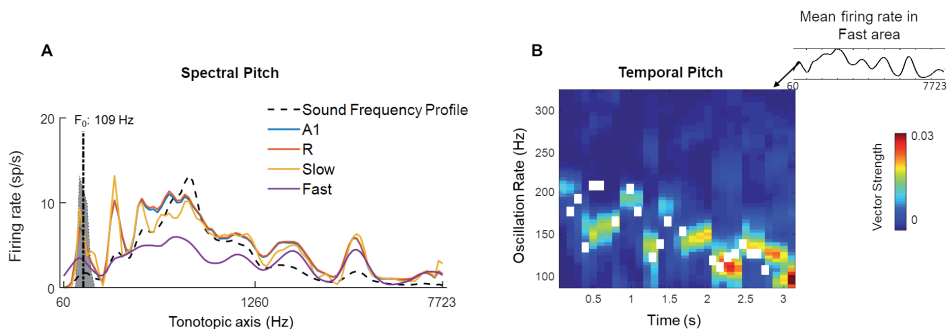 A
Spectral Pitch
F₀: 109 Hz
Sound Frequency Profile
A1
R
Slow
Fast
Firing rate (sp/s)
20
10
0
60
1260
7723
Tonotopic axis (Hz)
B
Temporal Pitch
Mean firing rate in
Fast area
60
7723
Oscillation Rate (Hz)
300
250
200
150
100
0.5
1
1.5
2
2.5
3
Time (s)
Vector Strength
0.03
0